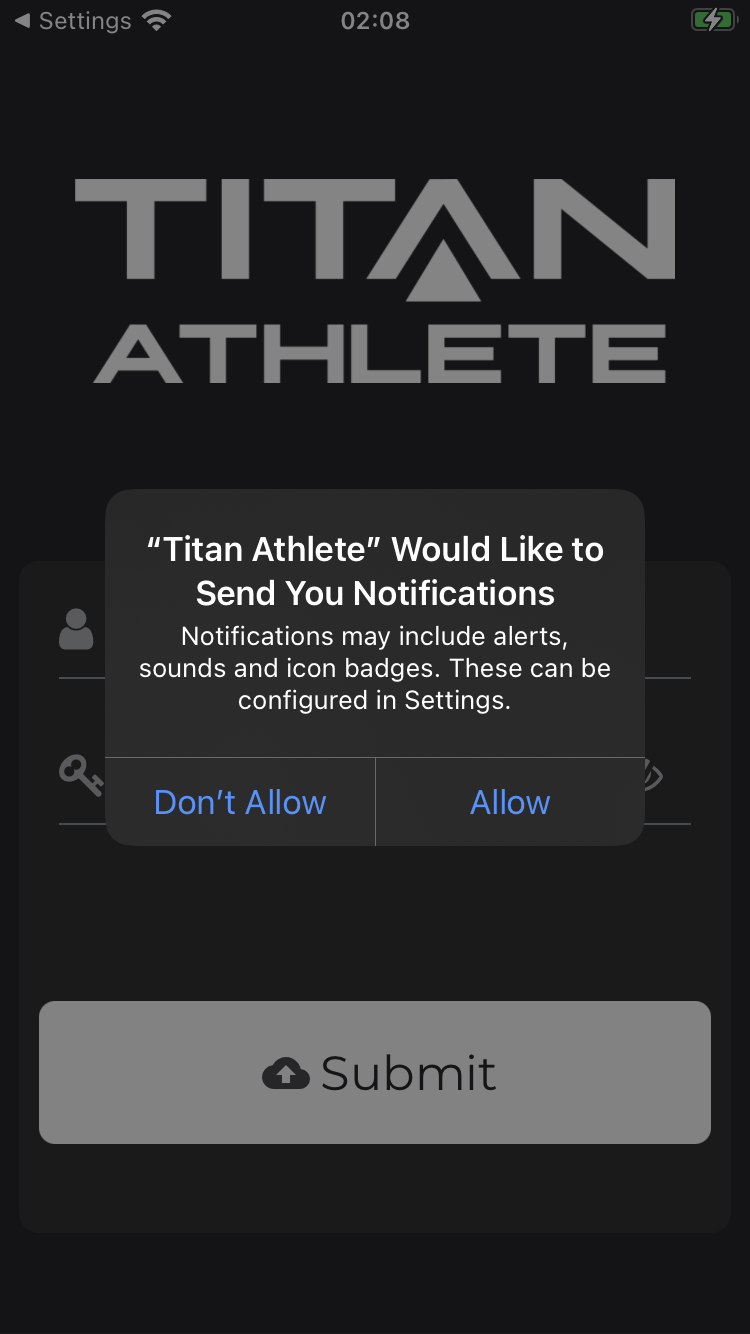 Settings
02:08
TITAN
ATHLETE
“Titan Athlete” Would Like to
Send You Notifications
Notifications may include alerts,
sounds and icon badges. These can be
configured in Settings.
Don’t Allow
Allow
Submit